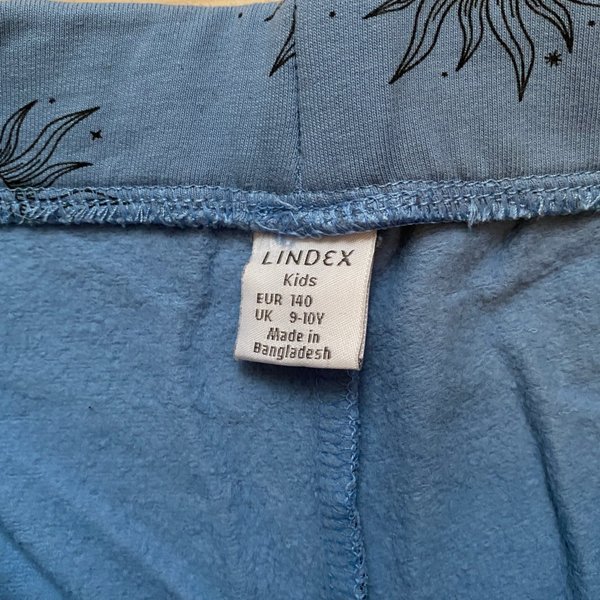 LINDEX
Kids
EUR 140
UK 9-10Y
Made in
Bangladesh